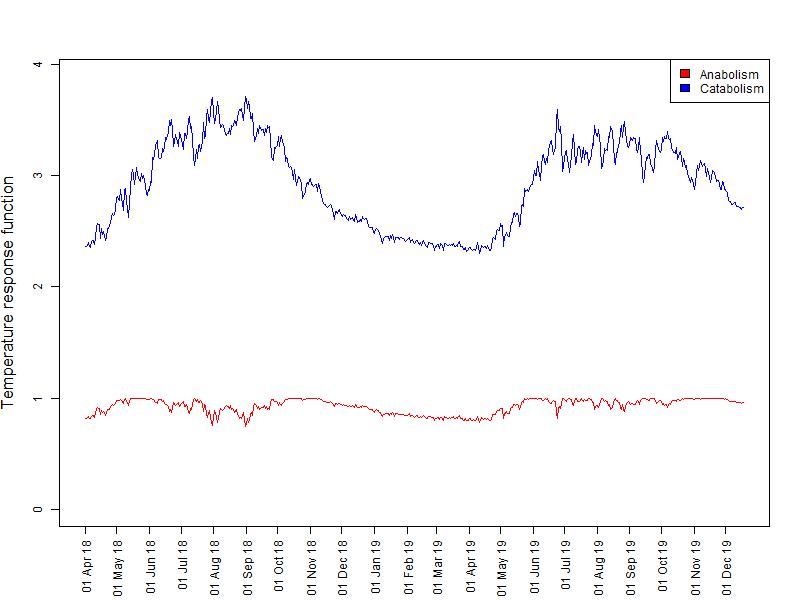 Anabolism
Catabolism
Temperature response function
4
3
2
1
0
01 Apr 18
01 May 18
01 Jun 18
01 Jul 18
01 Aug 18
01 Sep 18
01 Oct 18
01 Nov 18
01 Dec 18
01 Jan 19
01 Feb 19
01 Mar 19
01 Apr 19
01 May 19
01 Jun 19
01 Jul 19
01 Aug 19
01 Sep 19
01 Oct 19
01 Nov 19
01 Dec 19